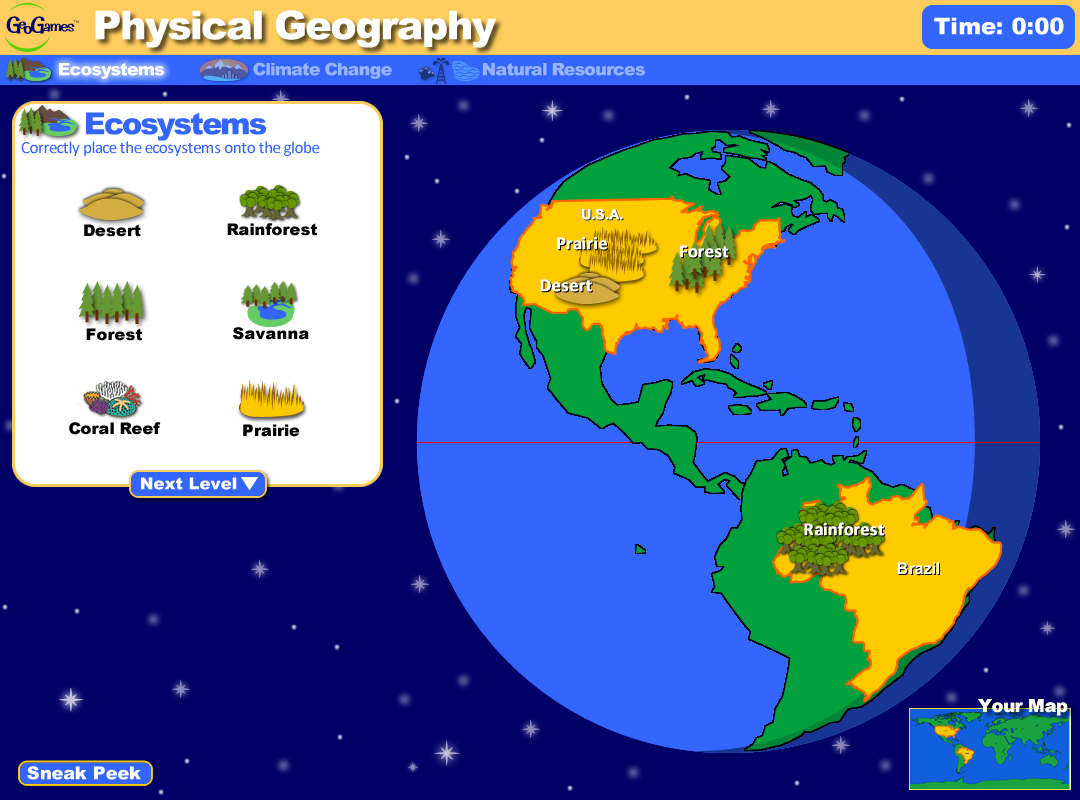 GeoGames™
Physical Geography
Time: 0:00
Ecosystems
Climate Change
Natural Resources
Ecosystems
Correctly place the ecosystems onto the globe
Desert
Rainforest
Forest
Savanna
Coral Reef
Prairie
Next Level ▼
U.S.A.
Prairie
Forest
Desert
Rainforest
Brazil
Your Map
Sneak Peek